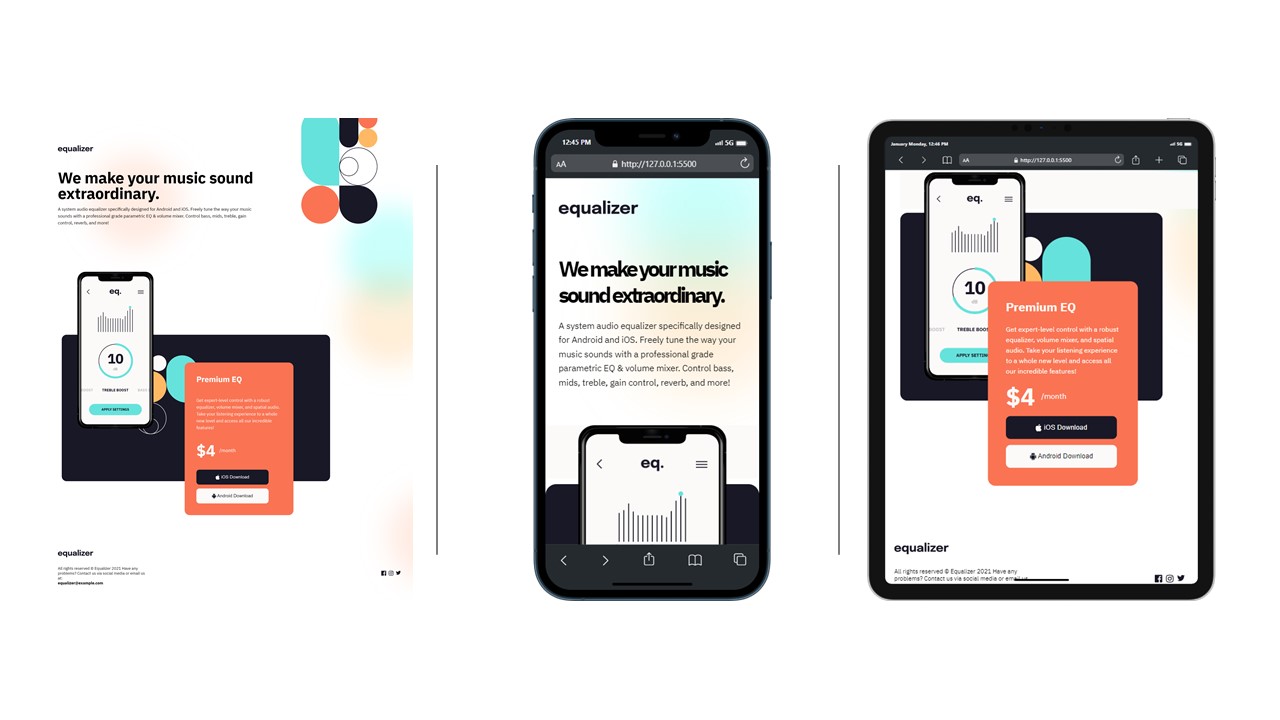 equalizer
We make your music sound
extraordinary.
A system audio equalizer specifically designed for Android and iOS. Freely tune the way your music
sounds with a professional grade parametric EQ & volume mixer. Control bass, mids, treble, gain
control, reverb, and more!
eq.
10
dB
TREBLE BOOST
APPLY SETTINGS
Premium EQ
Get expert-level control with a robust
equalizer, volume mixer, and spatial audio.
Take your listening experience to a whole
new level and access all our incredible
features!
$4 /month
iOS Download
Android Download
equalizer
All rights reserved © Equalizer 2021 Have any
problems? Contact us via social media or email us
at:
equalizer@example.com
12:45 PM
5G
AA
http://127.0.0.1:5500
equalizer
We make your music
sound extraordinary.
A system audio equalizer specifically designed
for Android and iOS. Freely tune the way your
music sounds with a professional grade
parametric EQ & volume mixer. Control bass,
mids, treble, gain control, reverb, and more!
eq.
January Monday, 12:46 PM
5G
AA
http://127.0.0.1:5500
eq.
10
dB
TREBLE BOOS
APPLY SETTIN
Premium EQ
Get expert-level control with a robust
equalizer, volume mixer, and spatial
audio. Take your listening experience
to a whole new level and access all
our incredible features!
$4 /month
iOS Download
Android Download
equalizer
All rights reserved © Equalizer 2021 Have any
problems? Contact us via social media or email us